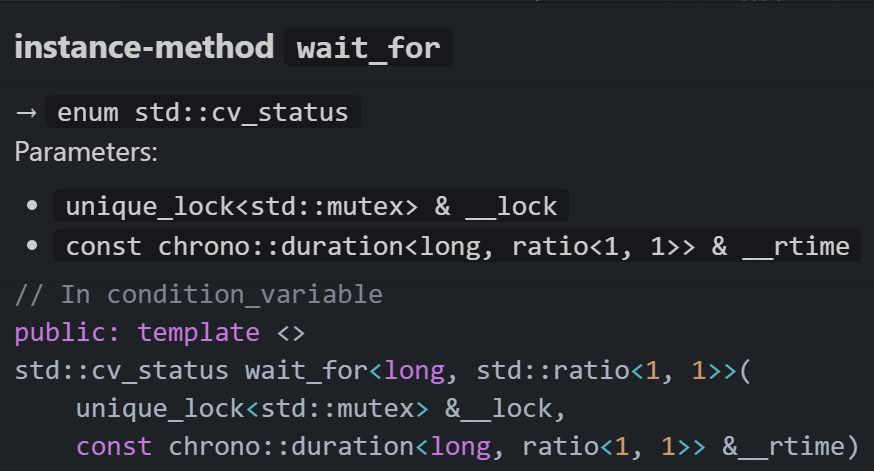 instance-method wait_for
→ enum std::cv_status
Parameters:
• unique_lock<std::mutex> & __lock
• const chrono::duration<long, ratio<1, 1>> & __rtime
// In condition_variable
public: template <>
std::cv_status wait_for<long, std::ratio<1, 1>>(
    unique_lock<std::mutex> &__lock,
    const chrono::duration<long, ratio<1, 1>> &__rtime)